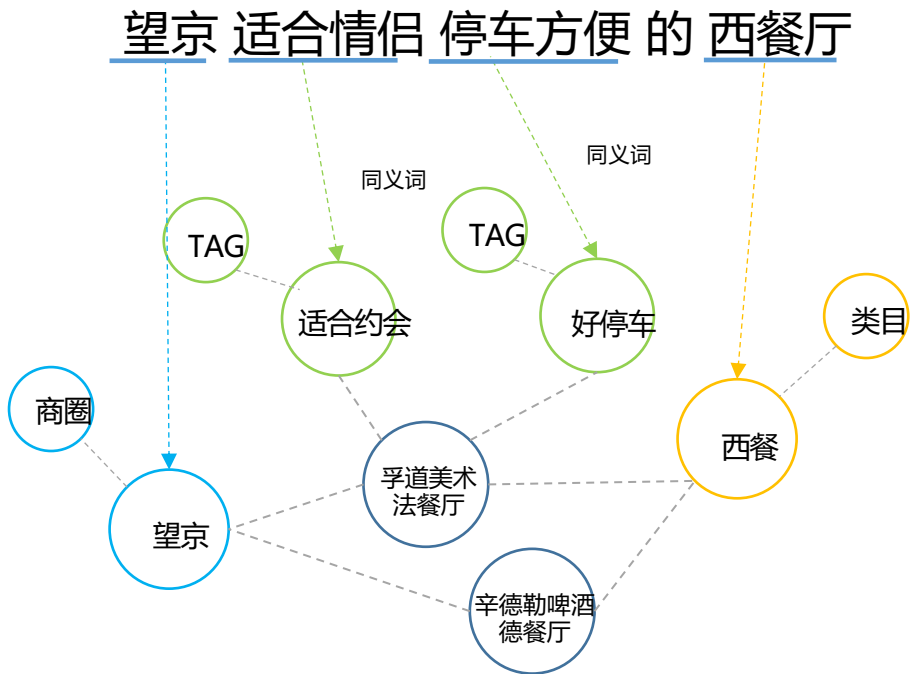 望京 适合情侣 停车方便 的 西餐厅
同义词
同义词
TAG
TAG
适合约会
好停车
类目
商圈
西餐
孚道美术
法餐厅
望京
辛德勒啤酒
德餐厅